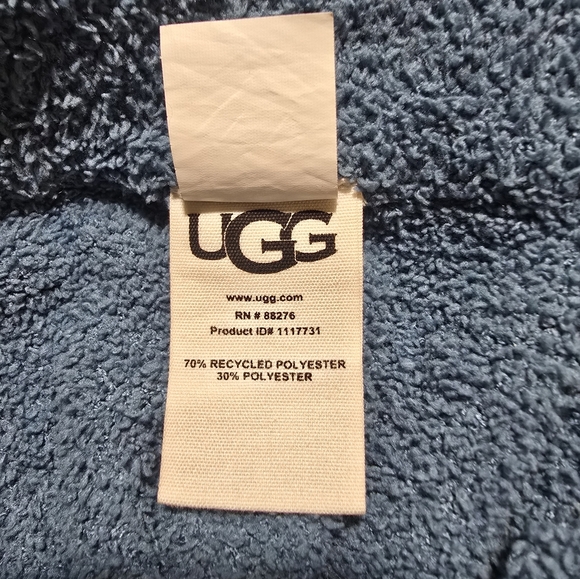 UGG
www.ugg.com
RN # 88276
Product ID# 1117731
70% RECYCLED POLYESTER
30% POLYESTER